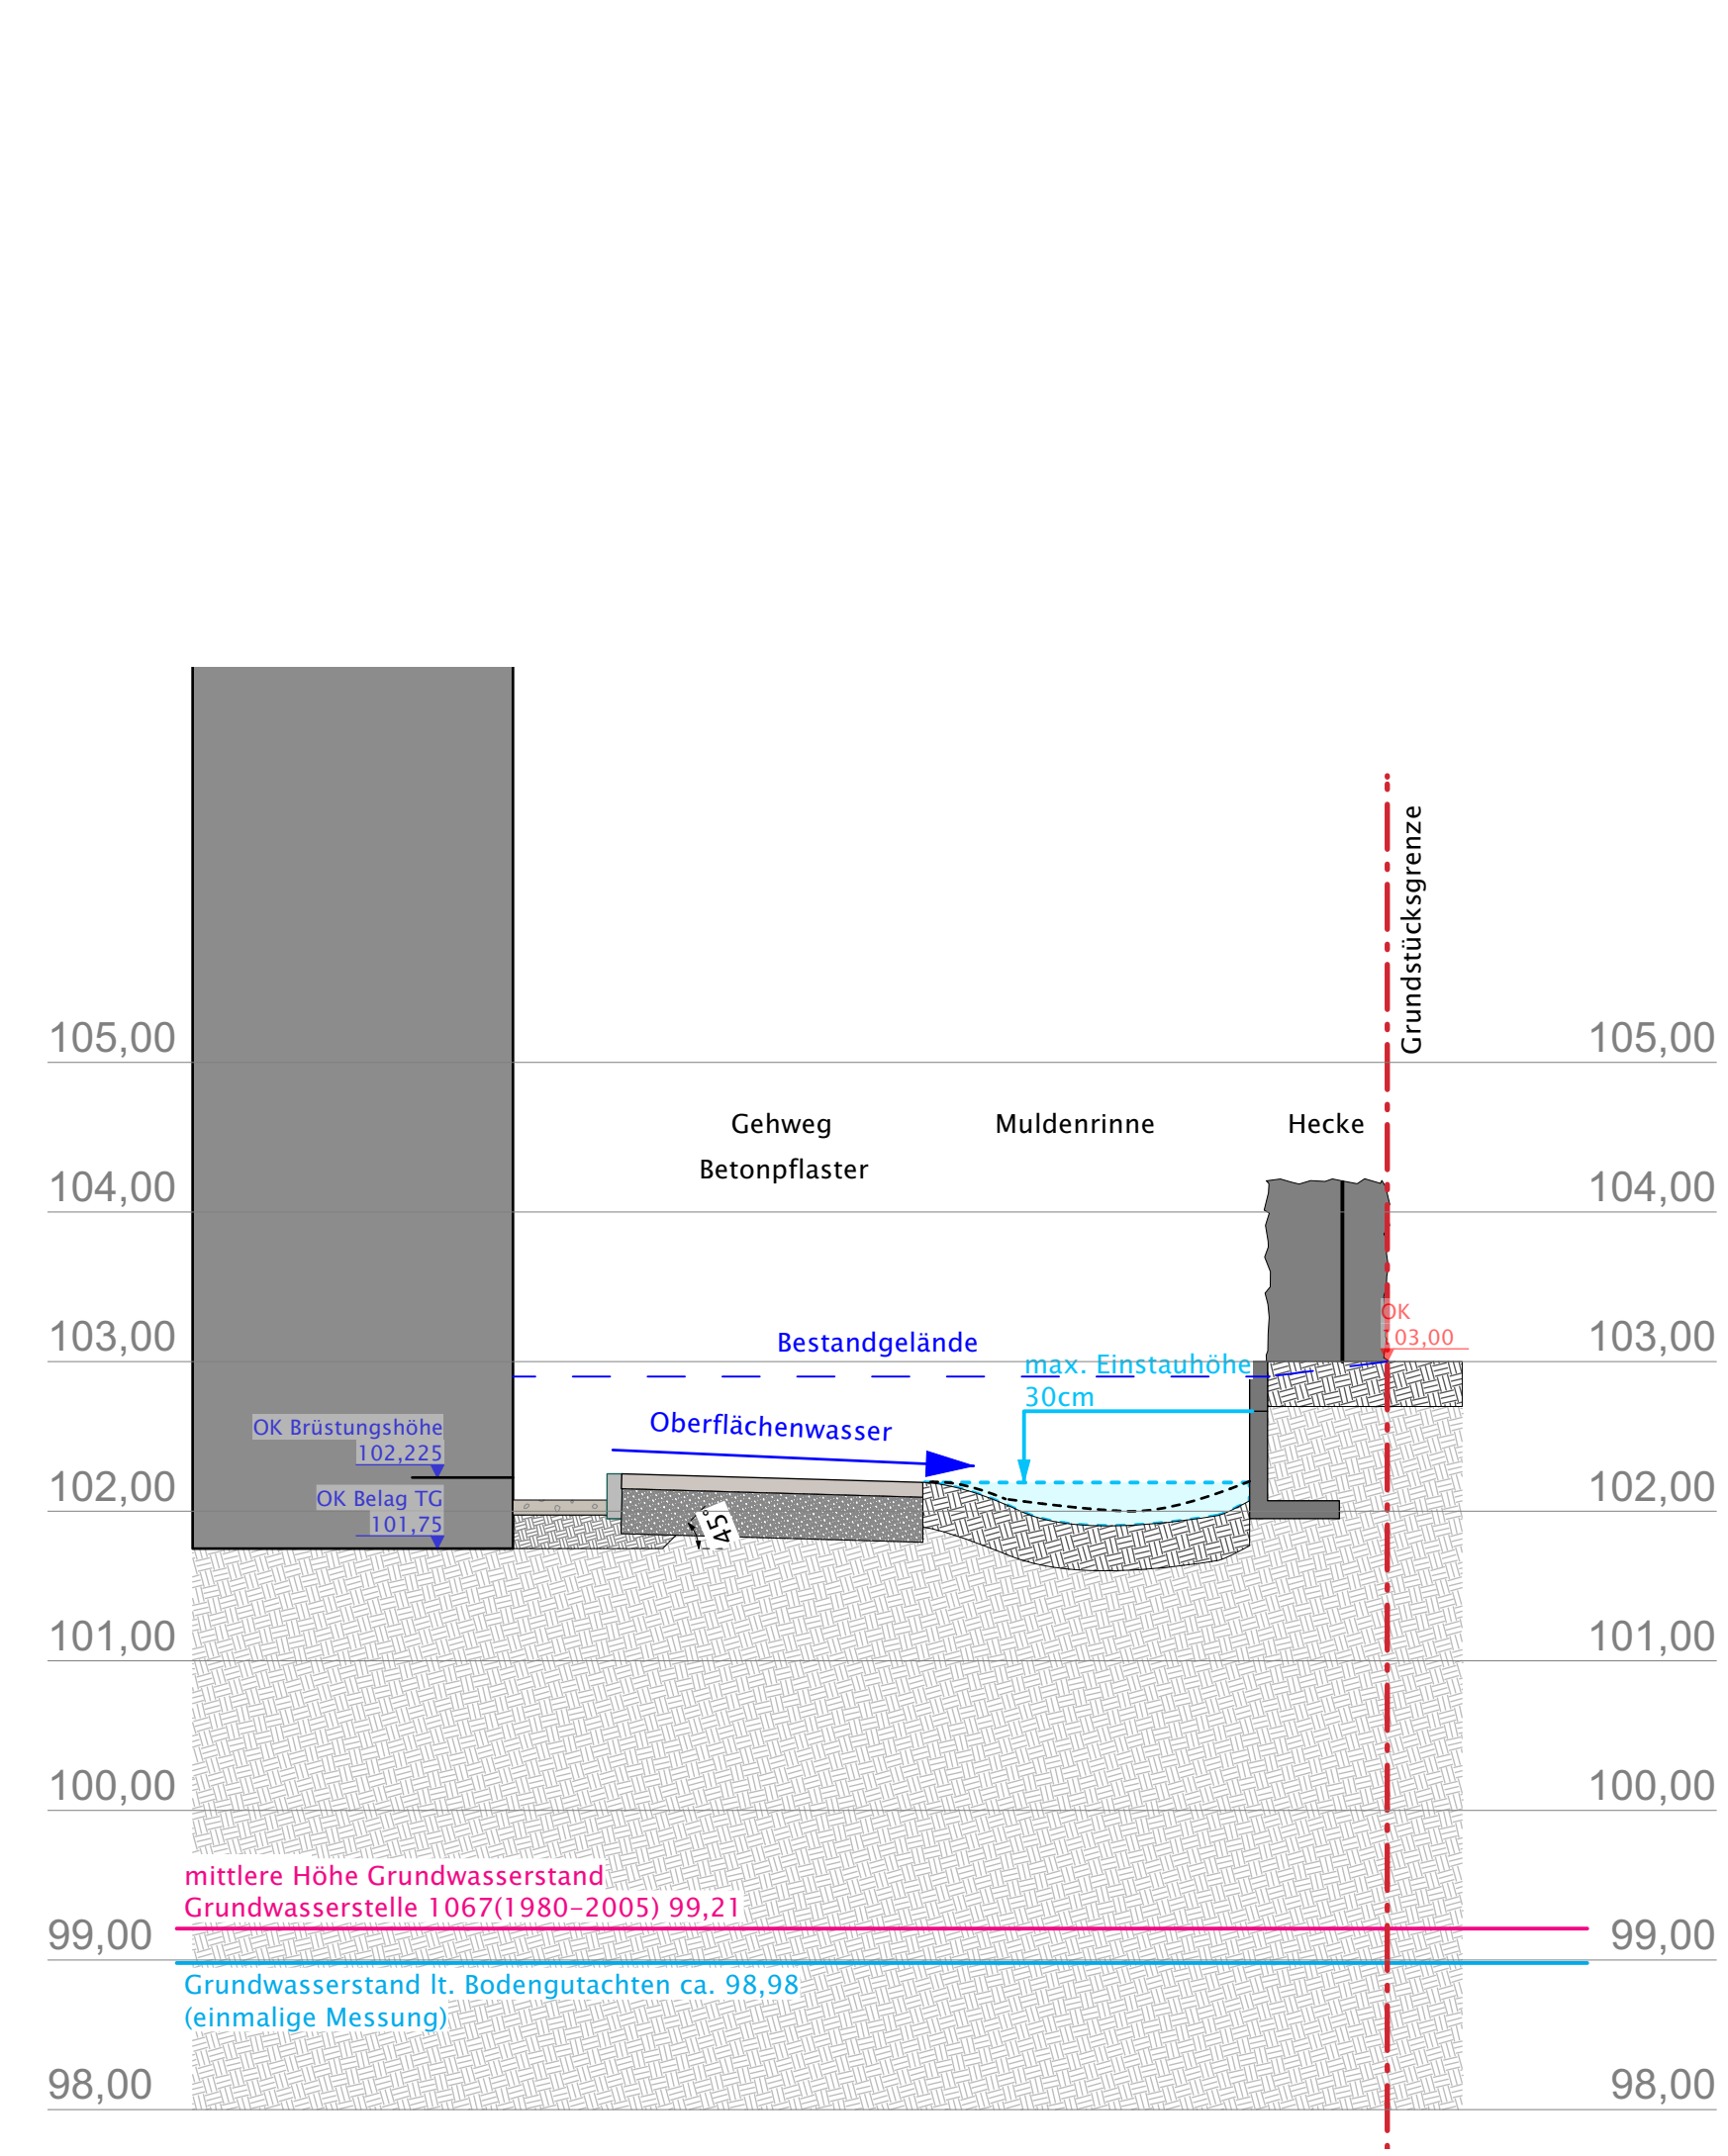 Grundstücksgrenze
105,00
105,00
Gehweg
Betonpflaster
Muldenrinne
Hecke
104,00
104,00
OK
103,00
103,00
103,00
Bestandgelände
max. Einstauhöhe
30cm
Oberflächenwasser
OK Brüstungshöhe
102,225
102,00
102,00
OK Belag TG
101,75
45°
101,00
101,00
100,00
100,00
mittlere Höhe Grundwasserstand
Grundwasserstelle 1067(1980-2005) 99,21
99,00
99,00
Grundwasserstand lt. Bodengutachten ca. 98,98
(einmalige Messung)
98,00
98,00